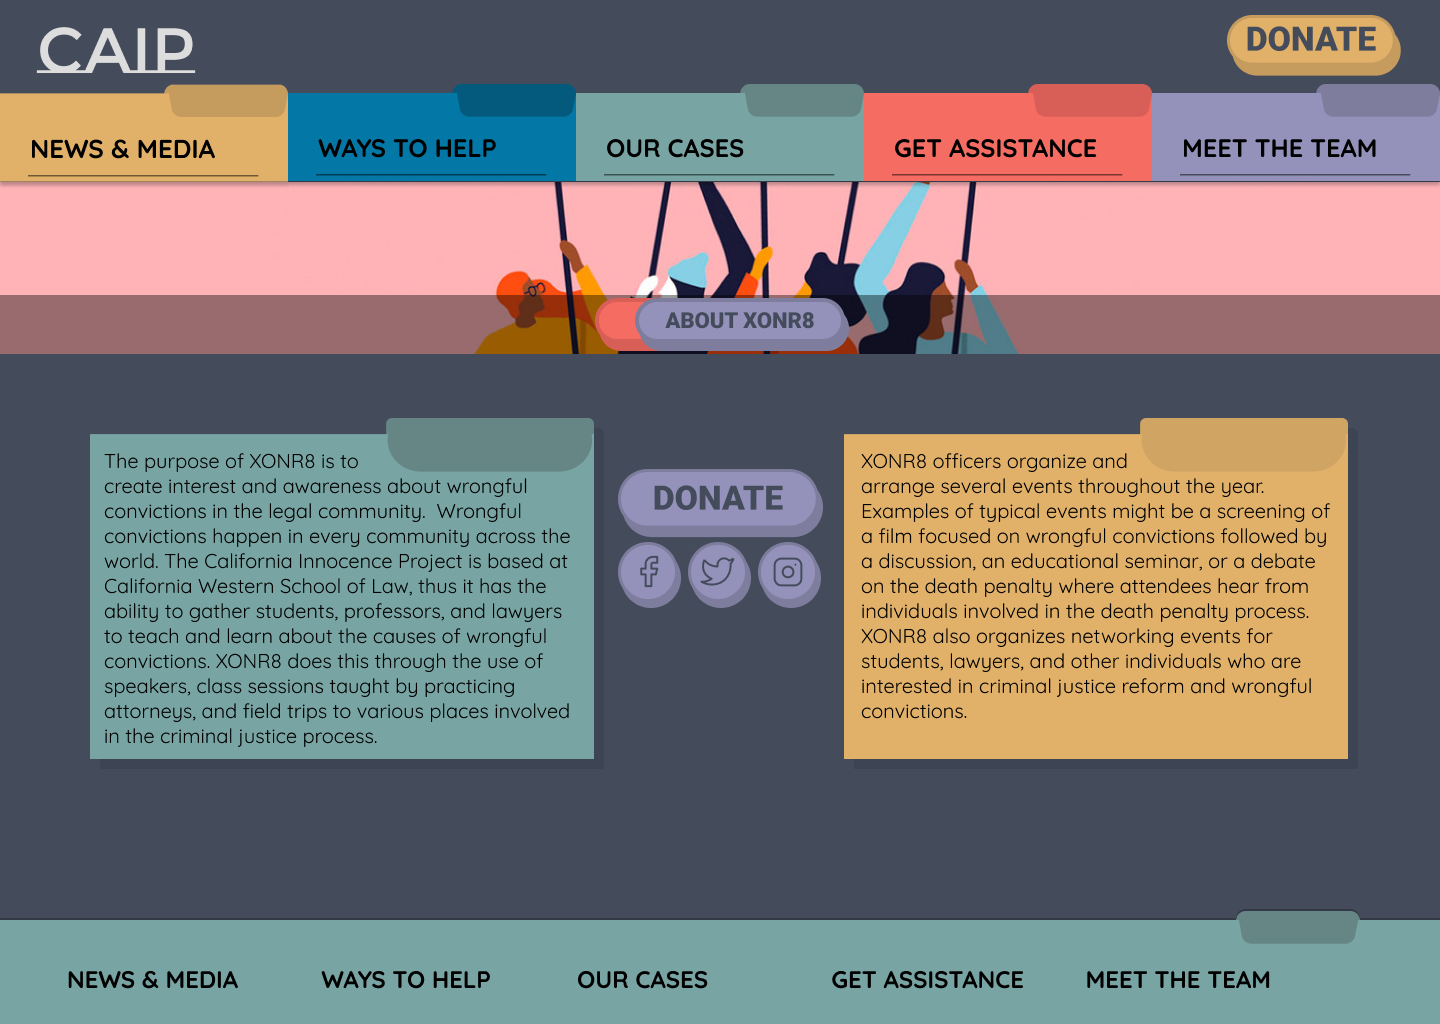 CAIP
DONATE
NEWS & MEDIA
WAYS TO HELP
OUR CASES
GET ASSISTANCE
MEET THE TEAM
ABOUT XONR8
The purpose of XONR8 is to
create interest and awareness about wrongful
convictions in the legal community.  Wrongful
convictions happen in every community across the
world. The California Innocence Project is based at
California Western School of Law, thus it has the
ability to gather students, professors, and lawyers
to teach and learn about the causes of wrongful
convictions. XONR8 does this through the use of
speakers, class sessions taught by practicing
attorneys, and field trips to various places involved
in the criminal justice process.
DONATE
XONR8 officers organize and
arrange several events throughout the year.
Examples of typical events might be a screening of
a film focused on wrongful convictions followed by
a discussion, an educational seminar, or a debate
on the death penalty where attendees hear from
individuals involved in the death penalty process.
XONR8 also organizes networking events for
students, lawyers, and other individuals who are
interested in criminal justice reform and wrongful
convictions.
NEWS & MEDIA
WAYS TO HELP
OUR CASES
GET ASSISTANCE
MEET THE TEAM